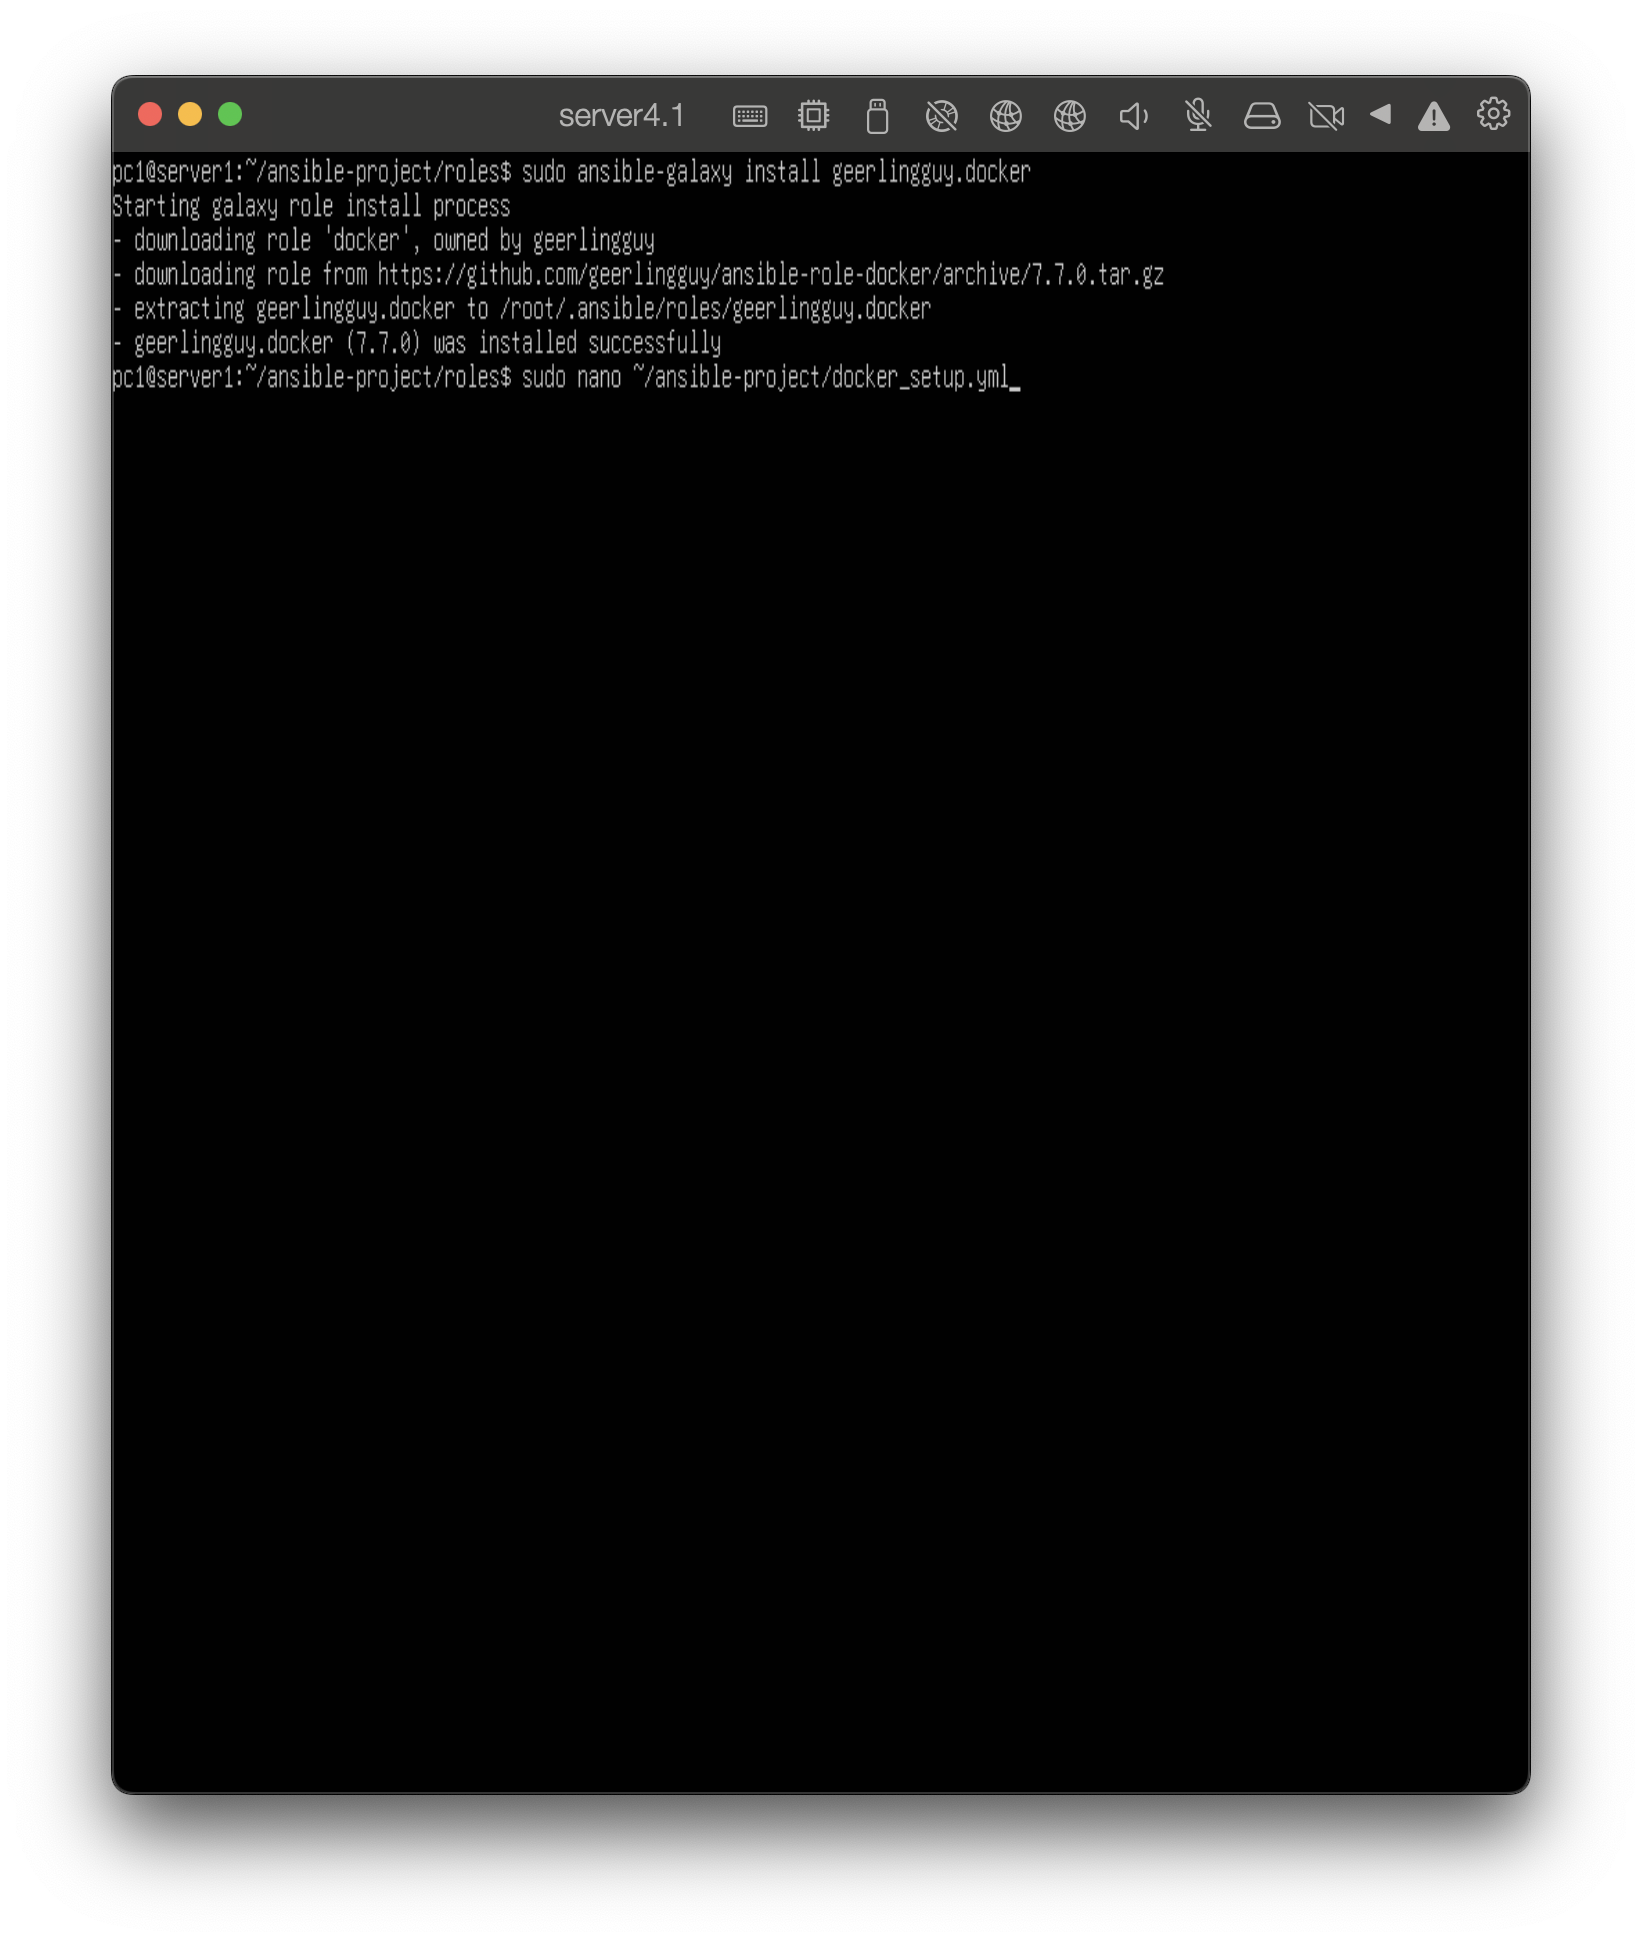 server4.1
pc1@server1:~/ansible-project/roles$ sudo ansible-galaxy install geerlingguy.docker
Starting galaxy role install process
- downloading role 'docker', owned by geerlingguy
- downloading role from https://github.com/geerlingguy/ansible-role-docker/archive/7.7.0.tar.gz
- extracting geerlingguy.docker to /root/.ansible/roles/geerlingguy.docker
- geerlingguy.docker (7.7.0) was installed successfully
pc1@server1:~/ansible-project/roles$ sudo nano ~/ansible-project/docker_setup.yml